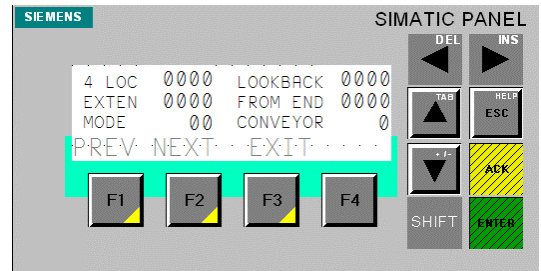 SIEMENS
SIMATIC PANEL
DEL
INS
4 LOC 0000 LOOKBACK 0000
EXTEN 0000 FROM END 0000
MODE 00 CONVEYOR 0
PREV NEXT EXIT
TAB
HELP
ESC
+/-
ACK
F1 F2 F3 F4
SHIFT
ENTER